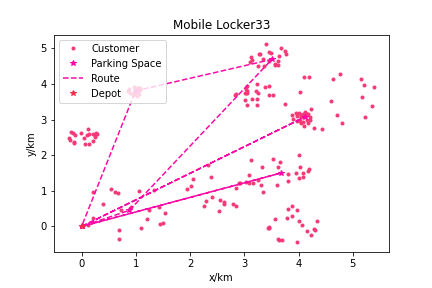 Mobile Locker33
Customer
Parking Space
Route
Depot
y/km
5
4
3
2
1
0
0 1 2 3 4 5
x/km